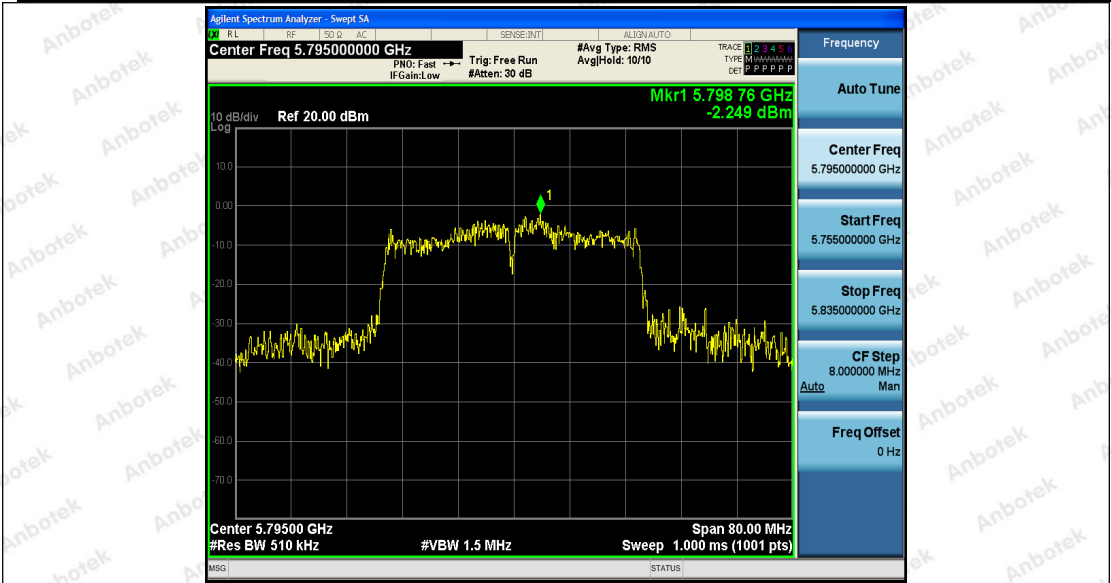 Agilent Spectrum Analyzer - Swept SA
RL RF 50 Ω AC SENSE:INT ALIGNAUTO
Center Freq 5.795000000 GHz
PNO: Fast
IFGain:Low
Trig: Free Run
#Atten: 30 dB
#Avg Type: RMS
Avg|Hold: 10/10
TRACE 1 2 3 4 5 6
TYPE M
DET P P P P P P
Mkr1 5.798 76 GHz
-2.249 dBm
10 dB/div Ref 20.00 dBm
Log
10.0
0.00
-10.0
-20.0
-30.0
-40.0
-50.0
-60.0
-70.0
1
Center 5.79500 GHz Span 80.00 MHz
#Res BW 510 kHz #VBW 1.5 MHz Sweep 1.000 ms (1001 pts)
MSG STATUS
Frequency
Auto Tune
Center Freq
5.795000000 GHz
Start Freq
5.755000000 GHz
Stop Freq
5.835000000 GHz
CF Step
8.000000 MHz
Auto Man
Freq Offset
0 Hz
Anbotek